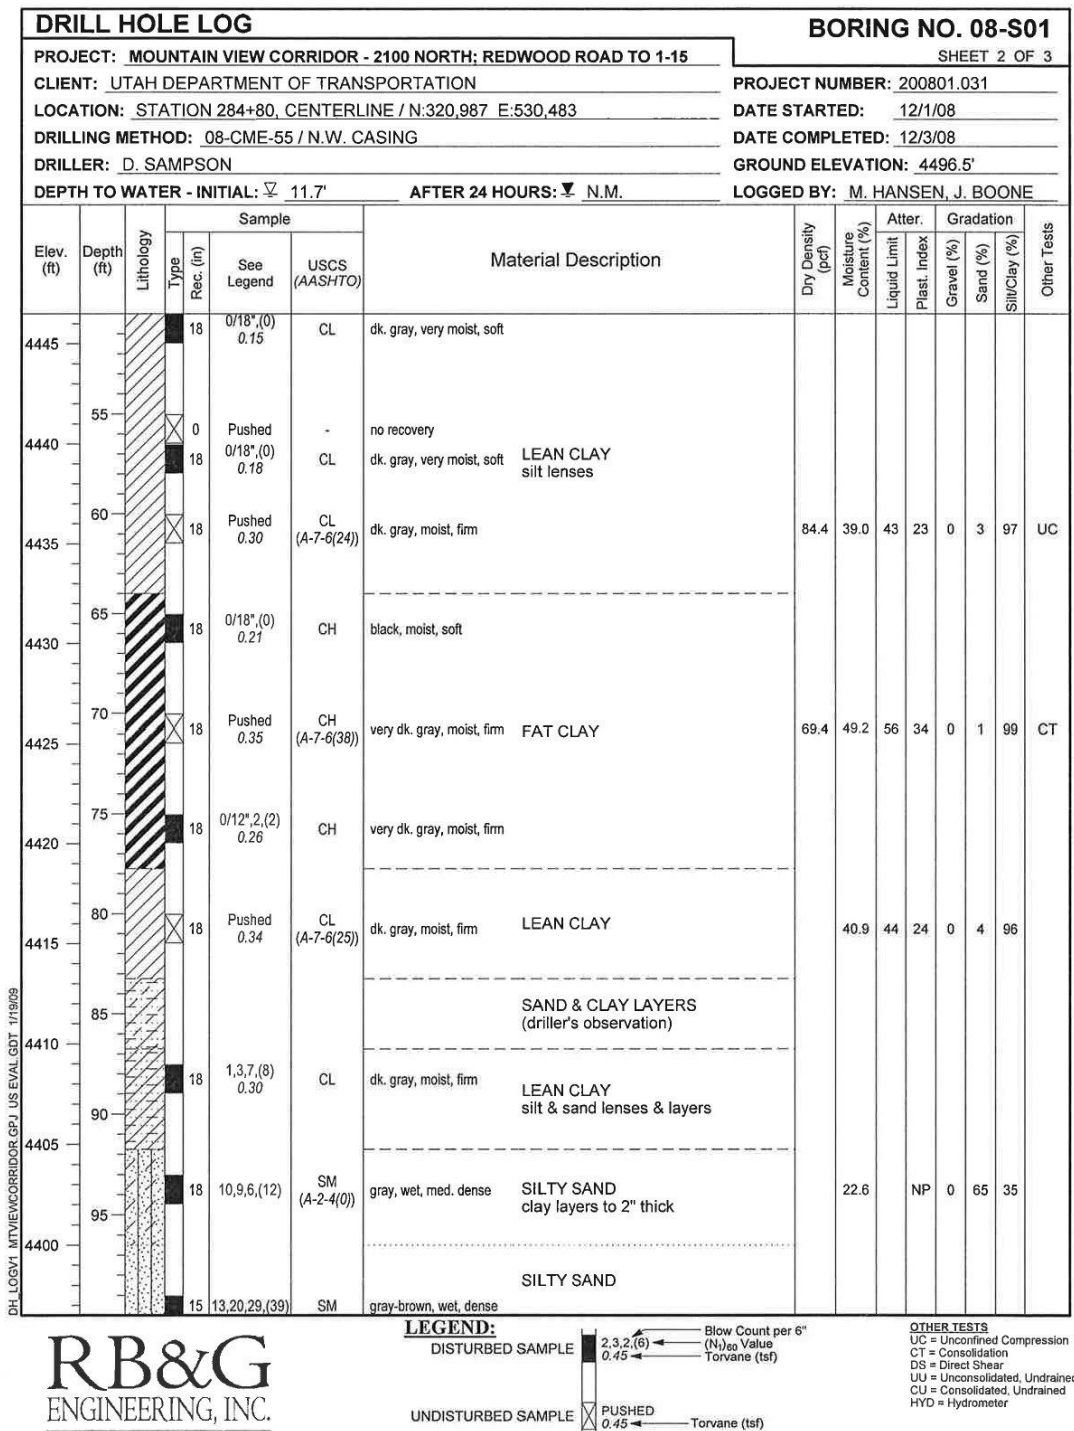 DRILL HOLE LOG
BORING NO. 08-S01
PROJECT: MOUNTAIN VIEW CORRIDOR - 2100 NORTH; REDWOOD ROAD TO 1-15
SHEET 2 OF 3
CLIENT: UTAH DEPARTMENT OF TRANSPORTATION
PROJECT NUMBER: 200801.031
LOCATION: STATION 284+80, CENTERLINE / N:320,987 E:530,483
DATE STARTED: 12/1/08
DRILLING METHOD: 08-CME-55 / N.W. CASING
DATE COMPLETED: 12/3/08
DRILLER: D. SAMPSON
GROUND ELEVATION: 4496.5'
DEPTH TO WATER - INITIAL: 11.7' AFTER 24 HOURS: N.M.
LOGGED BY: M. HANSEN, J. BOONE
Elev. (ft)
Depth (ft)
Lithology
Sample
Type
Rec. (in)
See Legend
USCS (AASHTO)
Material Description
Dry Density (pcf)
Moisture Content (%)
Atter.
Liquid Limit
Plast. Index
Gradation
Gravel (%)
Sand (%)
Silt/Clay (%)
Other Tests
18 0/18",(0) 0.15 CL dk. gray, very moist, soft
4445
55
0 Pushed - no recovery
4440
18 0/18",(0) 0.18 CL dk. gray, very moist, soft
LEAN CLAY
silt lenses
60
18 Pushed 0.30 CL (A-7-6(24)) dk. gray, moist, firm 84.4 39.0 43 23 0 3 97 UC
4435
65
18 0/18",(0) 0.21 CH black, moist, soft
4430
70
18 Pushed 0.35 CH (A-7-6(38)) very dk. gray, moist, firm FAT CLAY 69.4 49.2 56 34 0 1 99 CT
4425
75
18 0/12",2,(2) 0.26 CH very dk. gray, moist, firm
4420
80
18 Pushed 0.34 CL (A-7-6(25)) dk. gray, moist, firm LEAN CLAY 40.9 44 24 0 4 96
4415
85
SAND & CLAY LAYERS
(driller's observation)
4410
18 1,3,7,(8) 0.30 CL dk. gray, moist, firm
LEAN CLAY
silt & sand lenses & layers
90
4405
18 10,9,6,(12) SM (A-2-4(0)) gray, wet, med. dense 22.6 NP 0 65 35
SILTY SAND
clay layers to 2" thick
95
4400
SILTY SAND
15 13,20,29,(39) SM gray-brown, wet, dense
DH_LOGV1 MTVIEWCORRIDOR.GPJ US EVAL.GDT 1/19/09
RB&G
ENGINEERING, INC.
LEGEND:
DISTURBED SAMPLE
2,3,2,(6)
0.45
Blow Count per 6"
(N1)60 Value
Torvane (tsf)
UNDISTURBED SAMPLE
PUSHED
0.45
Torvane (tsf)
OTHER TESTS
UC = Unconfined Compression
CT = Consolidation
DS = Direct Shear
UU = Unconsolidated, Undrained
CU = Consolidated, Undrained
HYD = Hydrometer